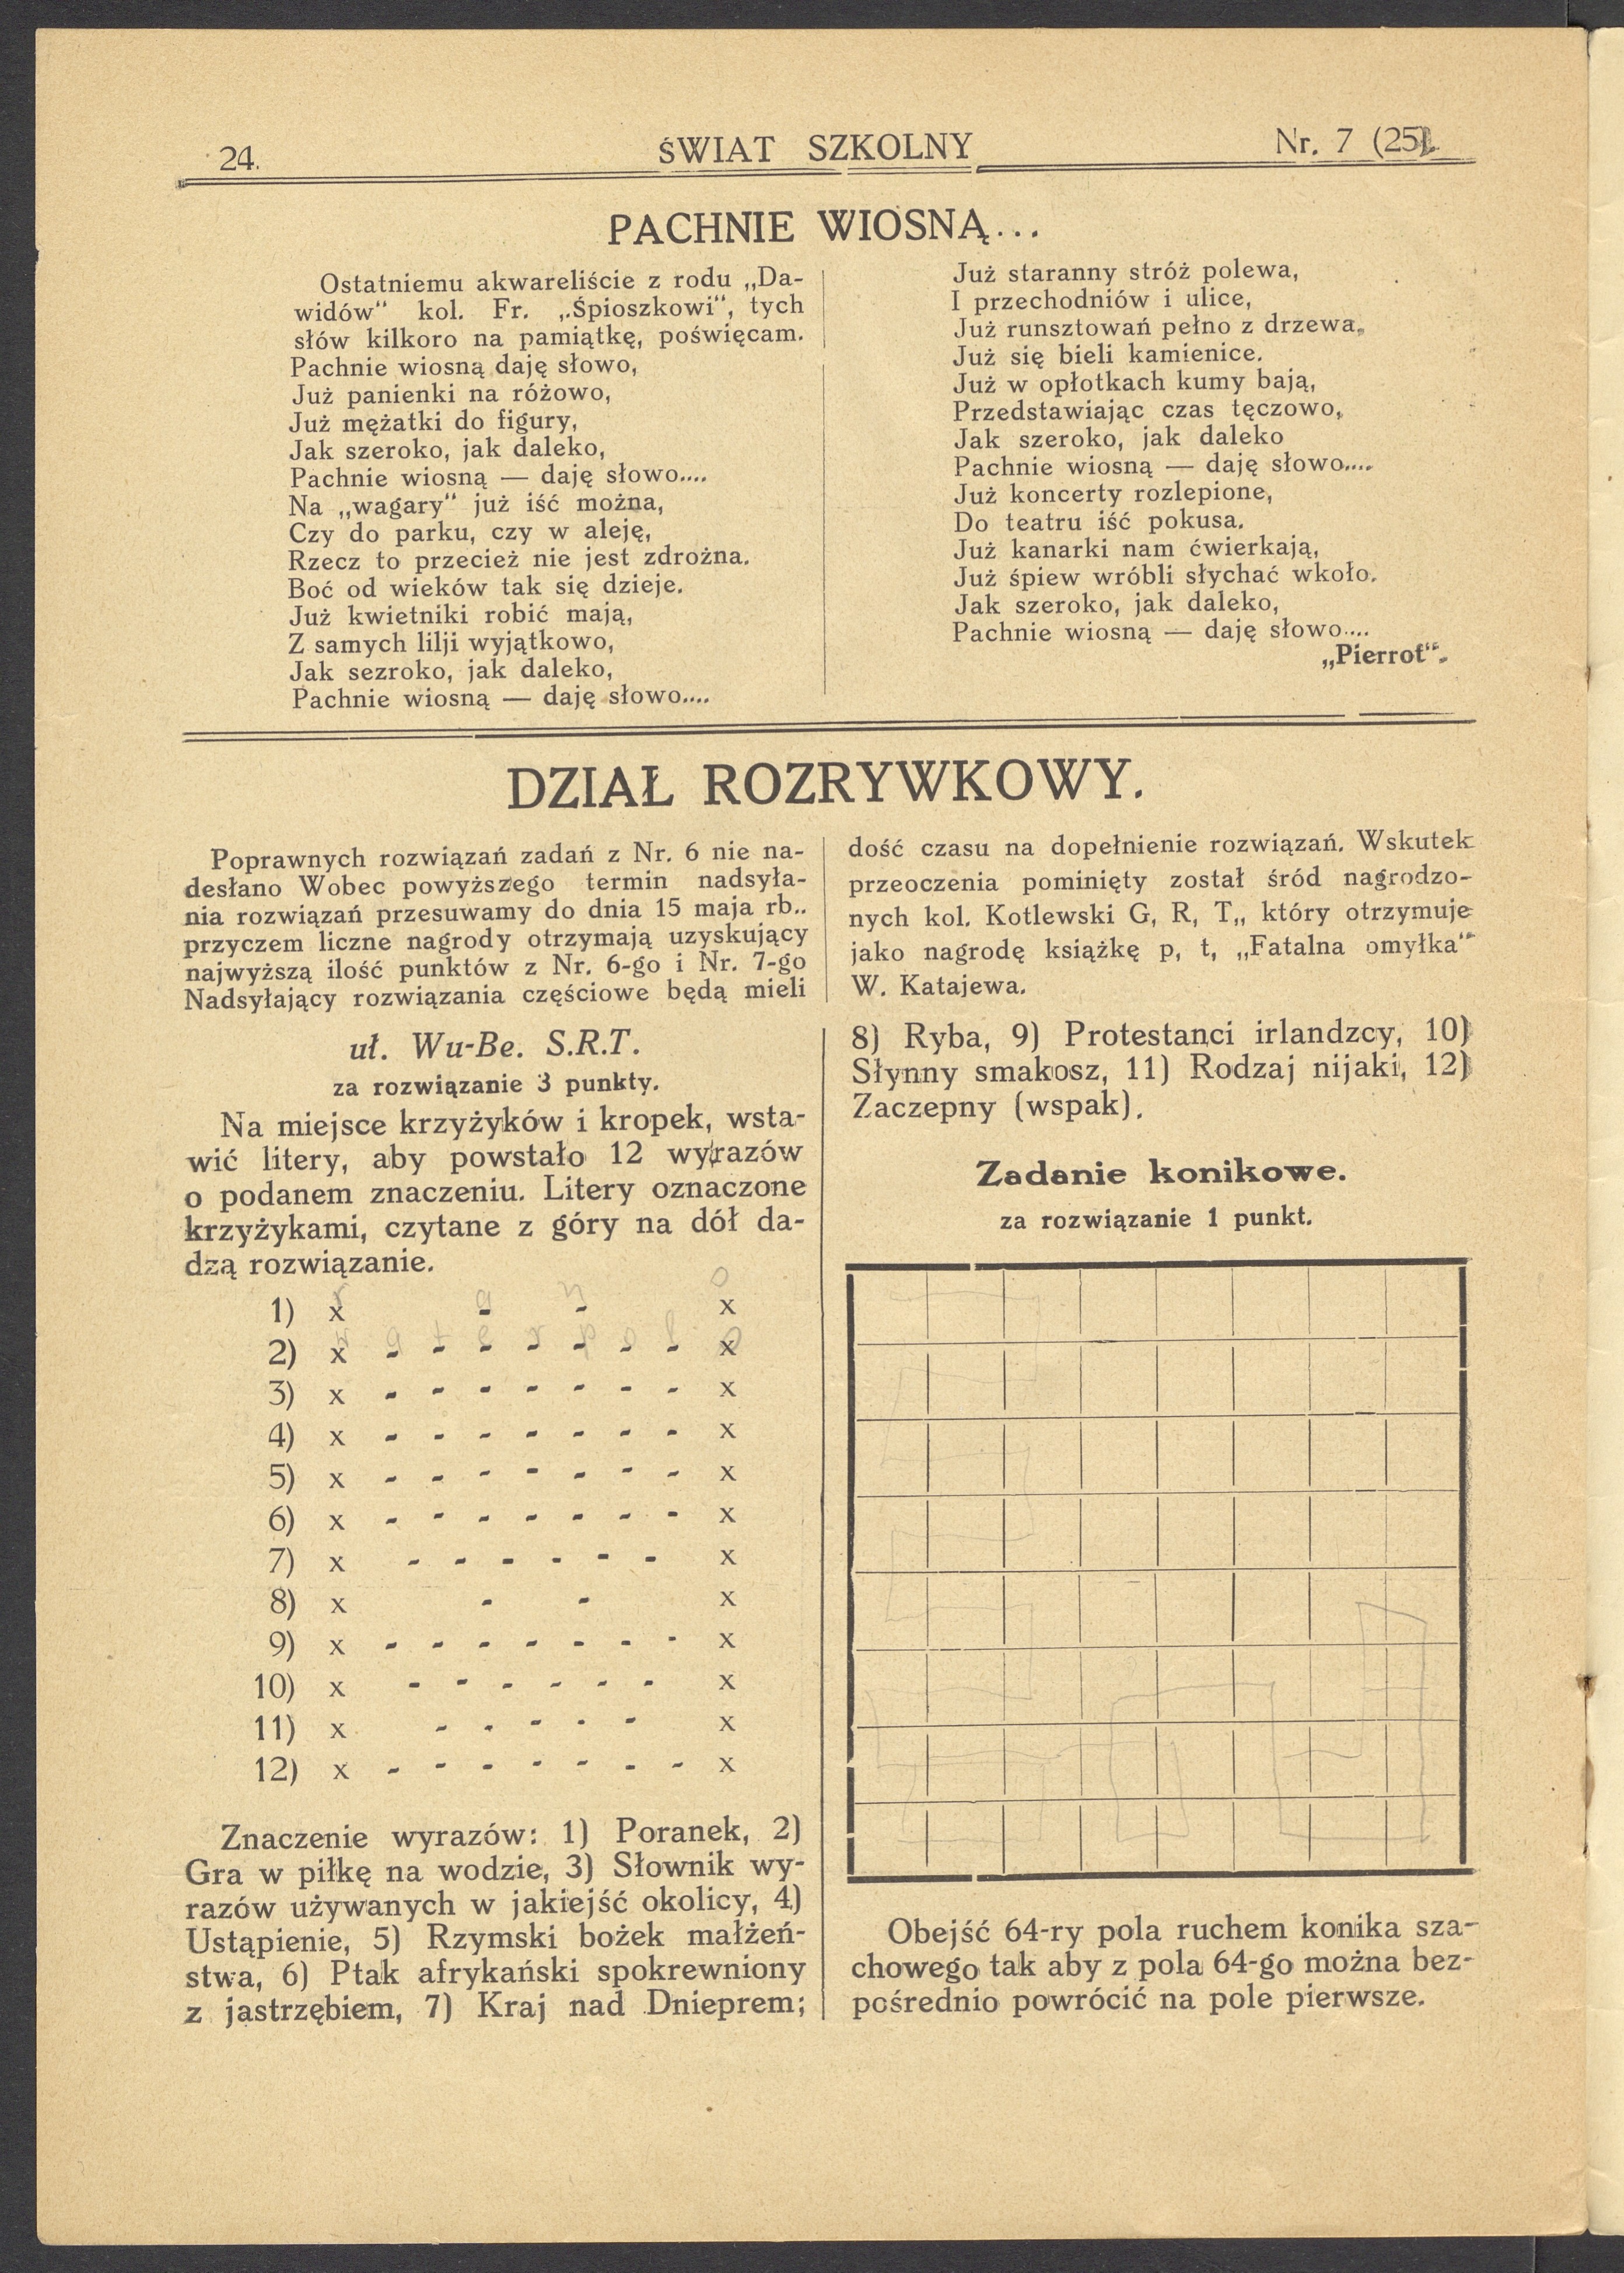 24.
ŚWIAT SZKOLNY
Nr. 7 (25)
PACHNIE WIOSNĄ...
Ostatniemu akwareliście z rodu „Da-
widów" kol. Fr. „Śpioszkowi", tych
słów kilkoro na pamiątkę, poświęcam.
Pachnie wiosną daję słowo,
Już panienki na różowo,
Już mężatki do figury,
Jak szeroko, jak daleko,
Pachnie wiosną — daję słowo....
Na „wagary" już iść można,
Czy do parku, czy w aleję,
Rzecz to przecież nie jest zdrożna.
Boć od wieków tak się dzieje.
Już kwietniki robić mają,
Z samych lilji wyjątkowo,
Jak sezroko, jak daleko,
Pachnie wiosną — daję słowo....
Już staranny stróż polewa,
I przechodniów i ulice,
Już runsztowań pełno z drzewa,
Już się bieli kamienice.
Już w opłotkach kumy bają,
Przedstawiając czas tęczowo,
Jak szeroko, jak daleko
Pachnie wiosną — daję słowo....
Już koncerty rozlepione,
Do teatru iść pokusa.
Już kanarki nam ćwierkają,
Już śpiew wróbli słychać wkoło.
Jak szeroko, jak daleko,
Pachnie wiosną — daję słowo....
„Pierrot".
DZIAŁ ROZRYWKOWY.
Poprawnych rozwiązań zadań z Nr. 6 nie na-
desłano Wobec powyższego termin nadsyła-
nia rozwiązań przesuwamy do dnia 15 maja rb..
przyczem liczne nagrody otrzymają uzyskujący
najwyższą ilość punktów z Nr. 6-go i Nr. 7-go
Nadsyłający rozwiązania częściowe będą mieli
dość czasu na dopełnienie rozwiązań. Wskutek
przeoczenia pominięty został śród nagrodzo-
nych kol. Kotlewski G, R, T,, który otrzymuje
jako nagrodę książkę p, t, „Fatalna omyłka"
W. Katajewa.
uł. Wu-Be. S.R.T.
za rozwiązanie 3 punkty.
Na miejsce krzyżyków i kropek, wsta-
wić litery, aby powstało 12 wyrazów
o podanem znaczeniu. Litery oznaczone
krzyżykami, czytane z góry na dół da-
dzą rozwiązanie.
1) x - - x
2) x - - - - - - - x
3) x - - - - - - - x
4) x - - - - - - - x
5) x - - - - - - - x
6) x - - - - - - - x
7) x - - - - - - x
8) x - - x
9) x - - - - - - - x
10) x - - - - - - x
11) x - - - - - x
12) x - - - - - - - x
Znaczenie wyrazów: 1) Poranek, 2)
Gra w piłkę na wodzie, 3) Słownik wy-
razów używanych w jakiejść okolicy, 4)
Ustąpienie, 5) Rzymski bożek małżeń-
stwa, 6) Ptak afrykański spokrewniony
z jastrzębiem, 7) Kraj nad Dnieprem;
8) Ryba, 9) Protestanci irlandzcy, 10)
Słynny smakosz, 11) Rodzaj nijaki, 12)
Zaczepny (wspak).
Zadanie konikowe.
za rozwiązanie 1 punkt.
Obejść 64-ry pola ruchem konika sza-
chowego tak aby z pola 64-go można bez-
pośrednio powrócić na pole pierwsze.